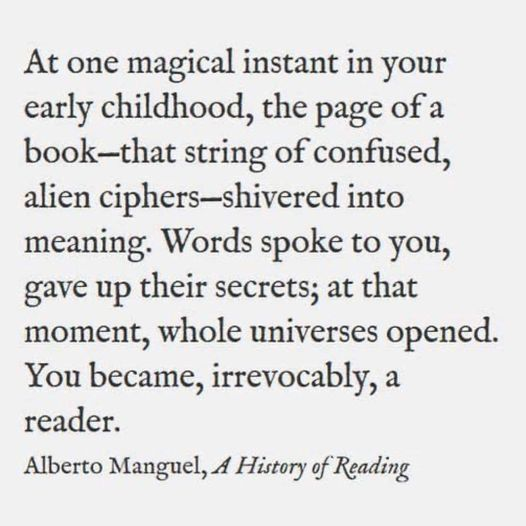 At one magical instant in your
early childhood, the page of a
book—that string of confused,
alien ciphers—shivered into
meaning. Words spoke to you,
gave up their secrets; at that
moment, whole universes opened.
You became, irrevocably, a
reader.
Alberto Manguel, A History of Reading